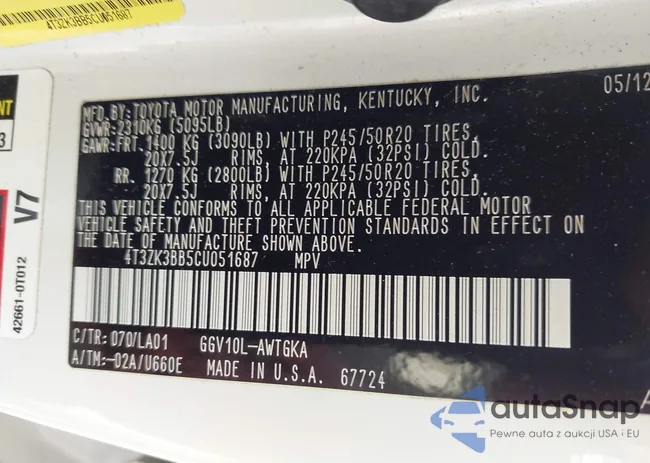 4T3ZK3BB5CU051687
NT
3
V7
42661-0T012
05/12
MFD. BY: TOYOTA MOTOR MANUFACTURING, KENTUCKY, INC.
GVWR: 2310KG (5095LB)
GAWR: FRT. 1400 KG (3090LB) WITH P245/50R20 TIRES,
20X7.5J RIMS, AT 220KPA (32PSI) COLD.
RR. 1270 KG (2800LB) WITH P245/50R20 TIRES,
20X7.5J RIMS, AT 220KPA (32PSI) COLD.
THIS VEHICLE CONFORMS TO ALL APPLICABLE FEDERAL MOTOR
VEHICLE SAFETY AND THEFT PREVENTION STANDARDS IN EFFECT ON
THE DATE OF MANUFACTURE SHOWN ABOVE.
4T3ZK3BB5CU051687 MPV
C/TR: 070/LA01 GGV10L-AWTGKA
A/TM: -02A/U660E MADE IN U.S.A. 67724
A
autoSnap
Pewne auta z aukcji USA i EU